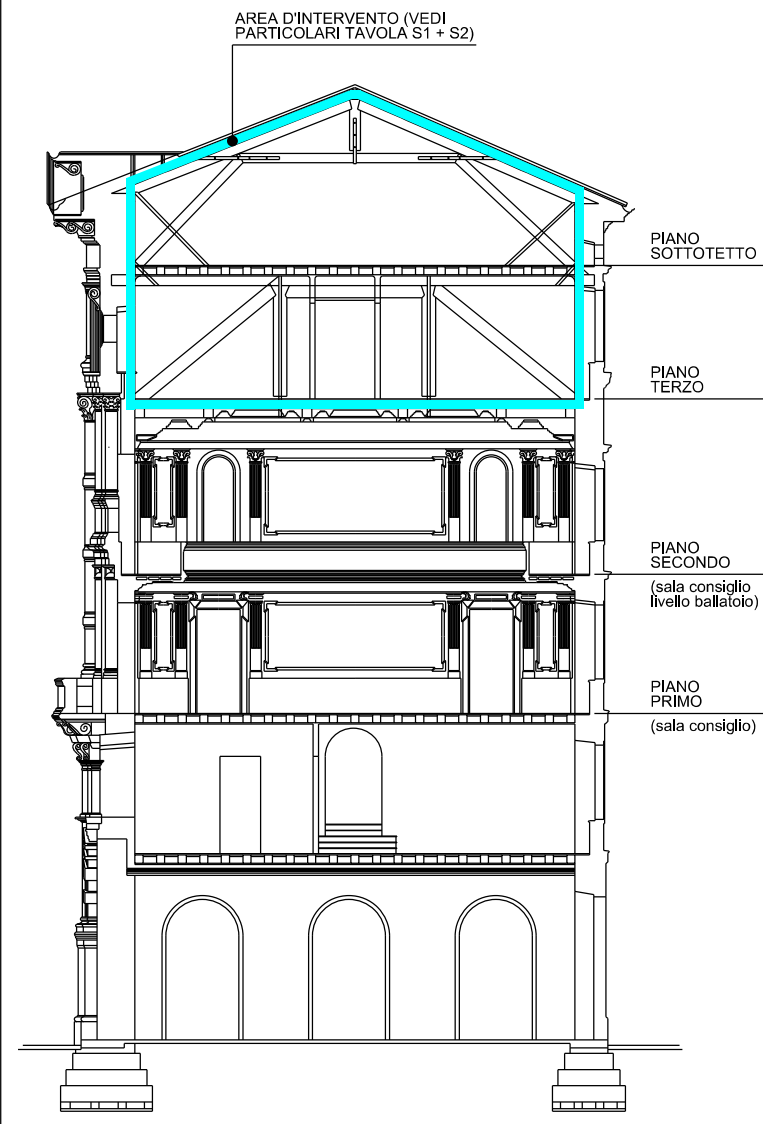 AREA D'INTERVENTO (VEDI
PARTICOLARI TAVOLA S1 + S2)
PIANO
SOTTOTETTO
PIANO
TERZO
PIANO
SECONDO
(sala consiglio
livello ballatoio)
PIANO
PRIMO
(sala consiglio)